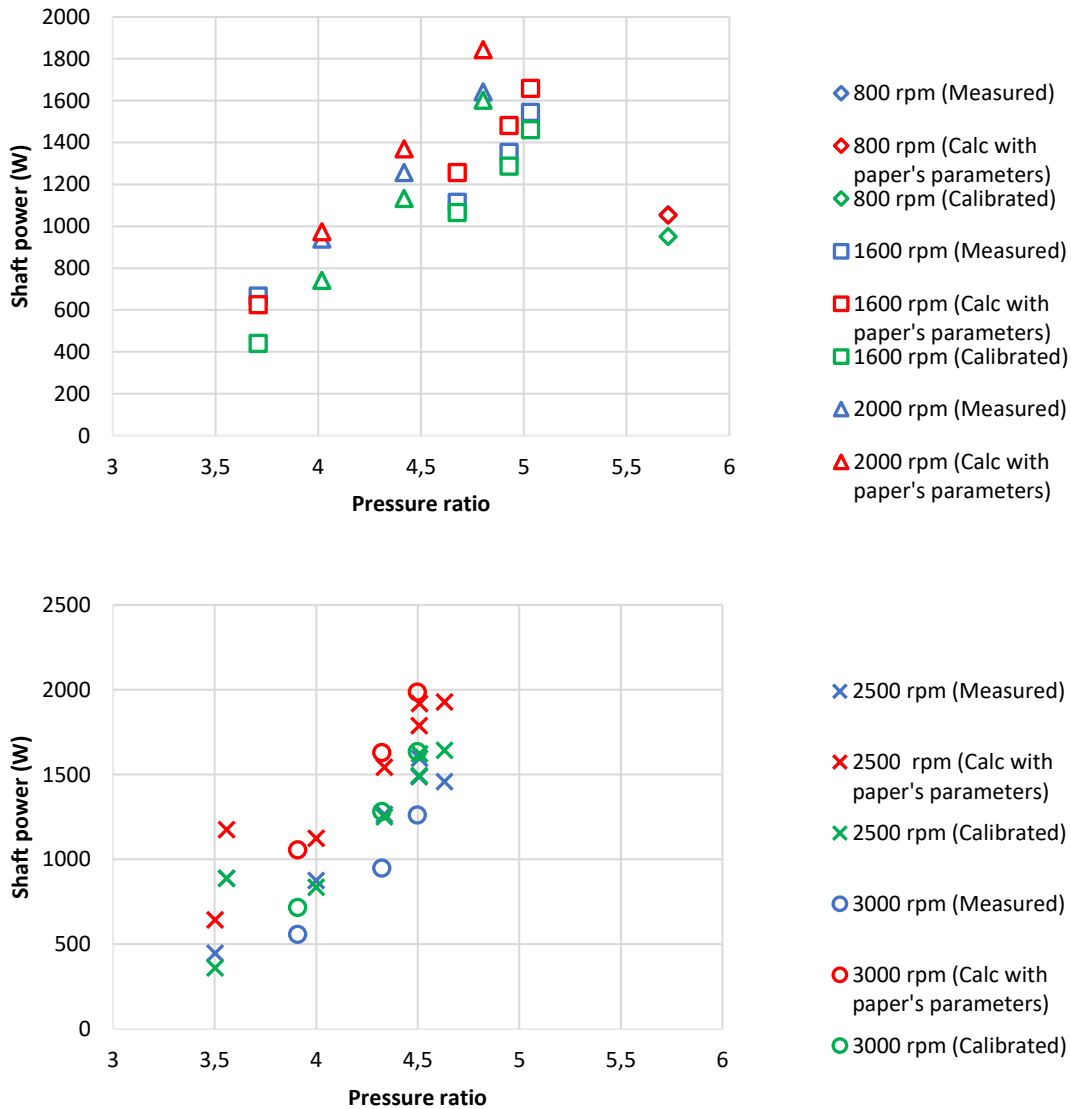 2000
1800
1600
1400
1200
1000
800
600
400
200
0
Shaft power (W)
3
3,5
4
4,5
5
5,5
6
Pressure ratio
800 rpm (Measured)
800 rpm (Calc with
paper's parameters)
800 rpm (Calibrated)
1600 rpm (Measured)
1600 rpm (Calc with
paper's parameters)
1600 rpm (Calibrated)
2000 rpm (Measured)
2000 rpm (Calc with
paper's parameters)
2500
2000
1500
1000
500
0
Shaft power (W)
3
3,5
4
4,5
5
5,5
6
Pressure ratio
2500 rpm (Measured)
2500  rpm (Calc with
paper's parameters)
2500 rpm (Calibrated)
3000 rpm (Measured)
3000 rpm (Calc with
paper's parameters)
3000 rpm (Calibrated)